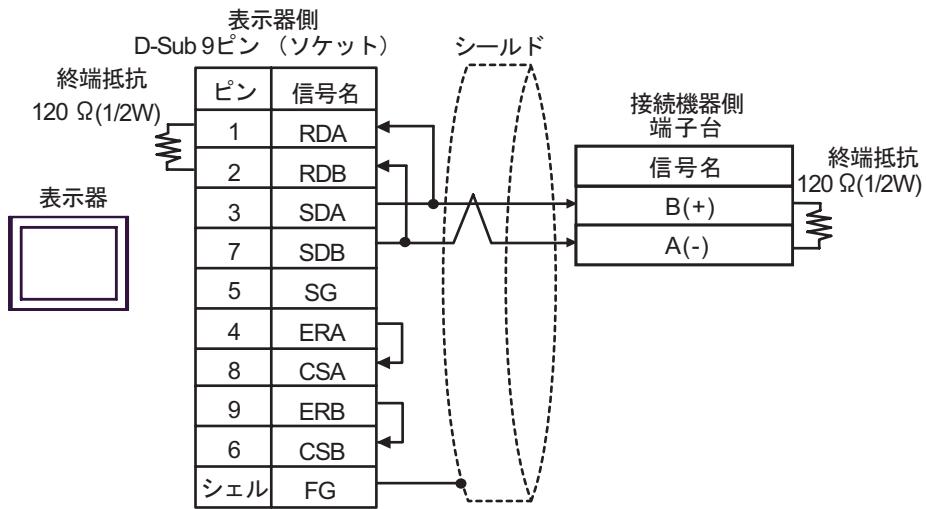 表示器側
D-Sub 9ピン （ソケット）
シールド
終端抵抗
120 Ω(1/2W)
ピン 信号名
1 RDA
2 RDB
3 SDA
7 SDB
5 SG
4 ERA
8 CSA
9 ERB
6 CSB
シェル FG
表示器
接続機器側
端子台
信号名
B(+)
A(-)
終端抵抗
120 Ω(1/2W)